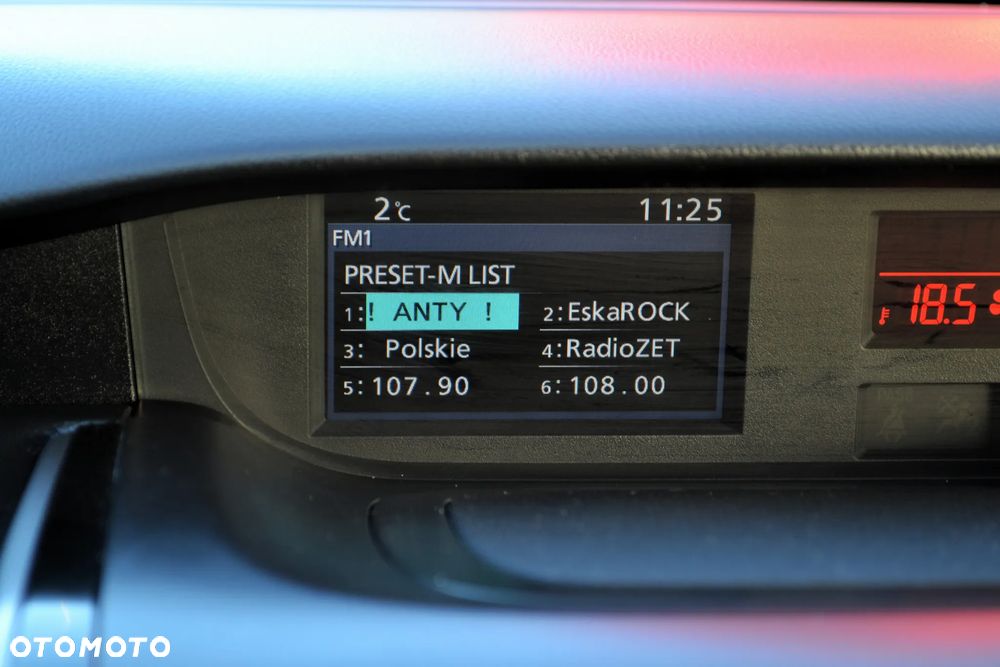 2°C 11:25
FM1
PRESET-M LIST
1:! ANTY ! 2:EskaROCK
3: Polskie 4:RadioZET
5:107.90 6:108.00
18.5
OTOMOTO